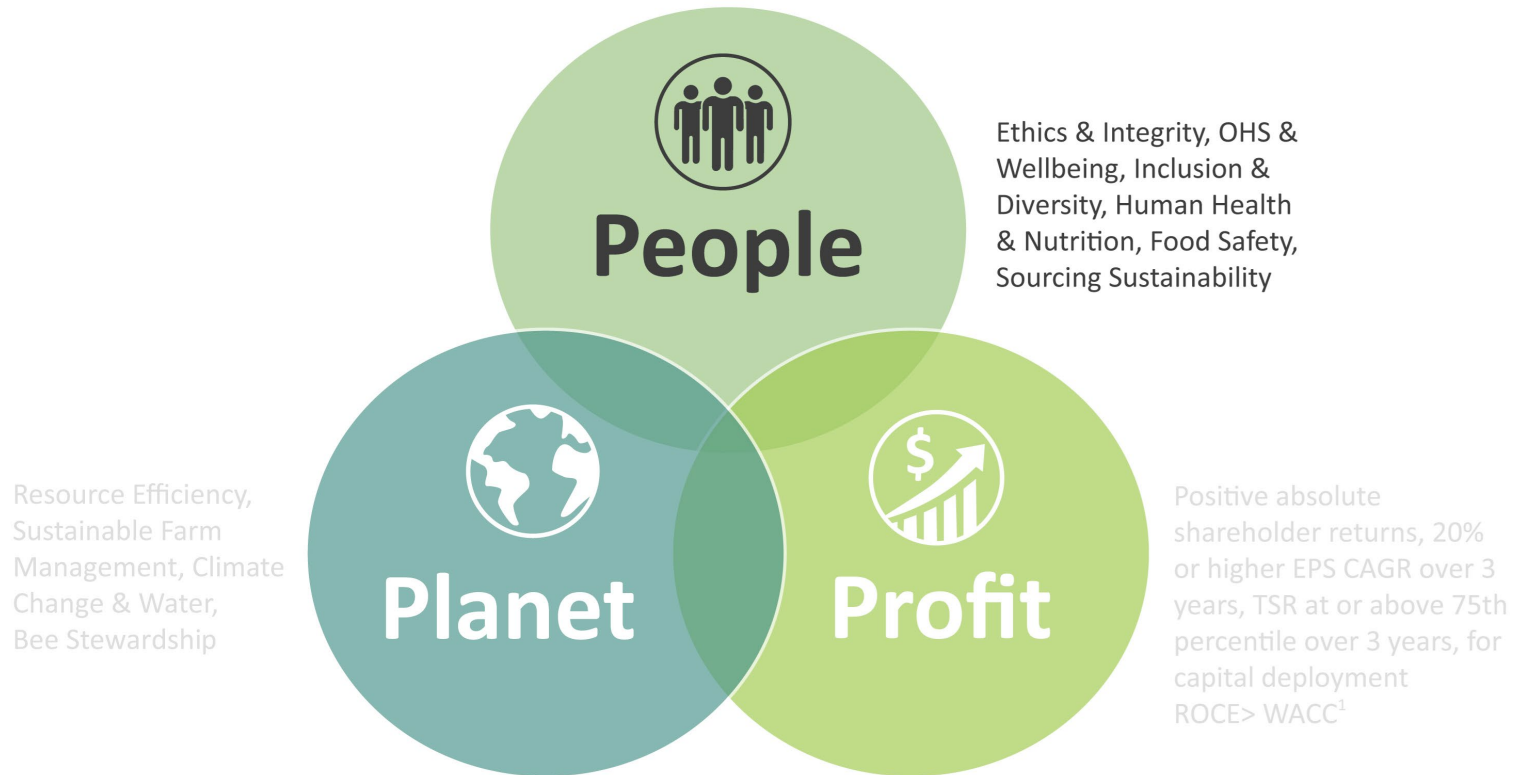 People
Ethics & Integrity, OHS &
Wellbeing, Inclusion &
Diversity, Human Health
& Nutrition, Food Safety,
Sourcing Sustainability
Planet
Resource Efficiency,
Sustainable Farm
Management, Climate
Change & Water,
Bee Stewardship
$
Profit
Positive absolute
shareholder returns, 20%
or higher EPS CAGR over 3
years, TSR at or above 75th
percentile over 3 years, for
capital deployment
ROCE> WACC¹